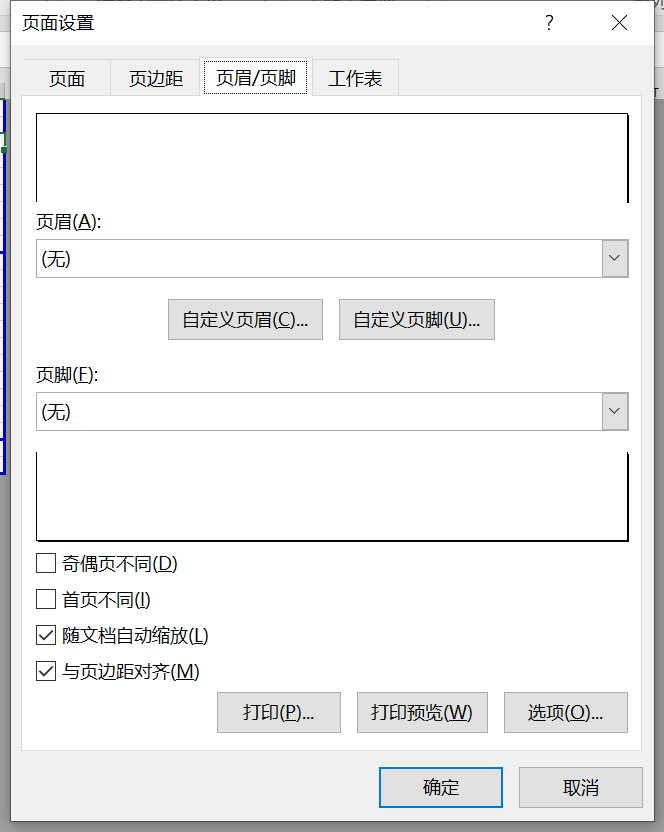 页面设置 ?
页面 页边距 页眉/页脚 工作表
页眉(A):
(无)
自定义页眉(C)... 自定义页脚(U)...
页脚(F):
(无)
奇偶页不同(D)
首页不同(I)
随文档自动缩放(L)
与页边距对齐(M)
打印(P)... 打印预览(W) 选项(O)...
确定 取消